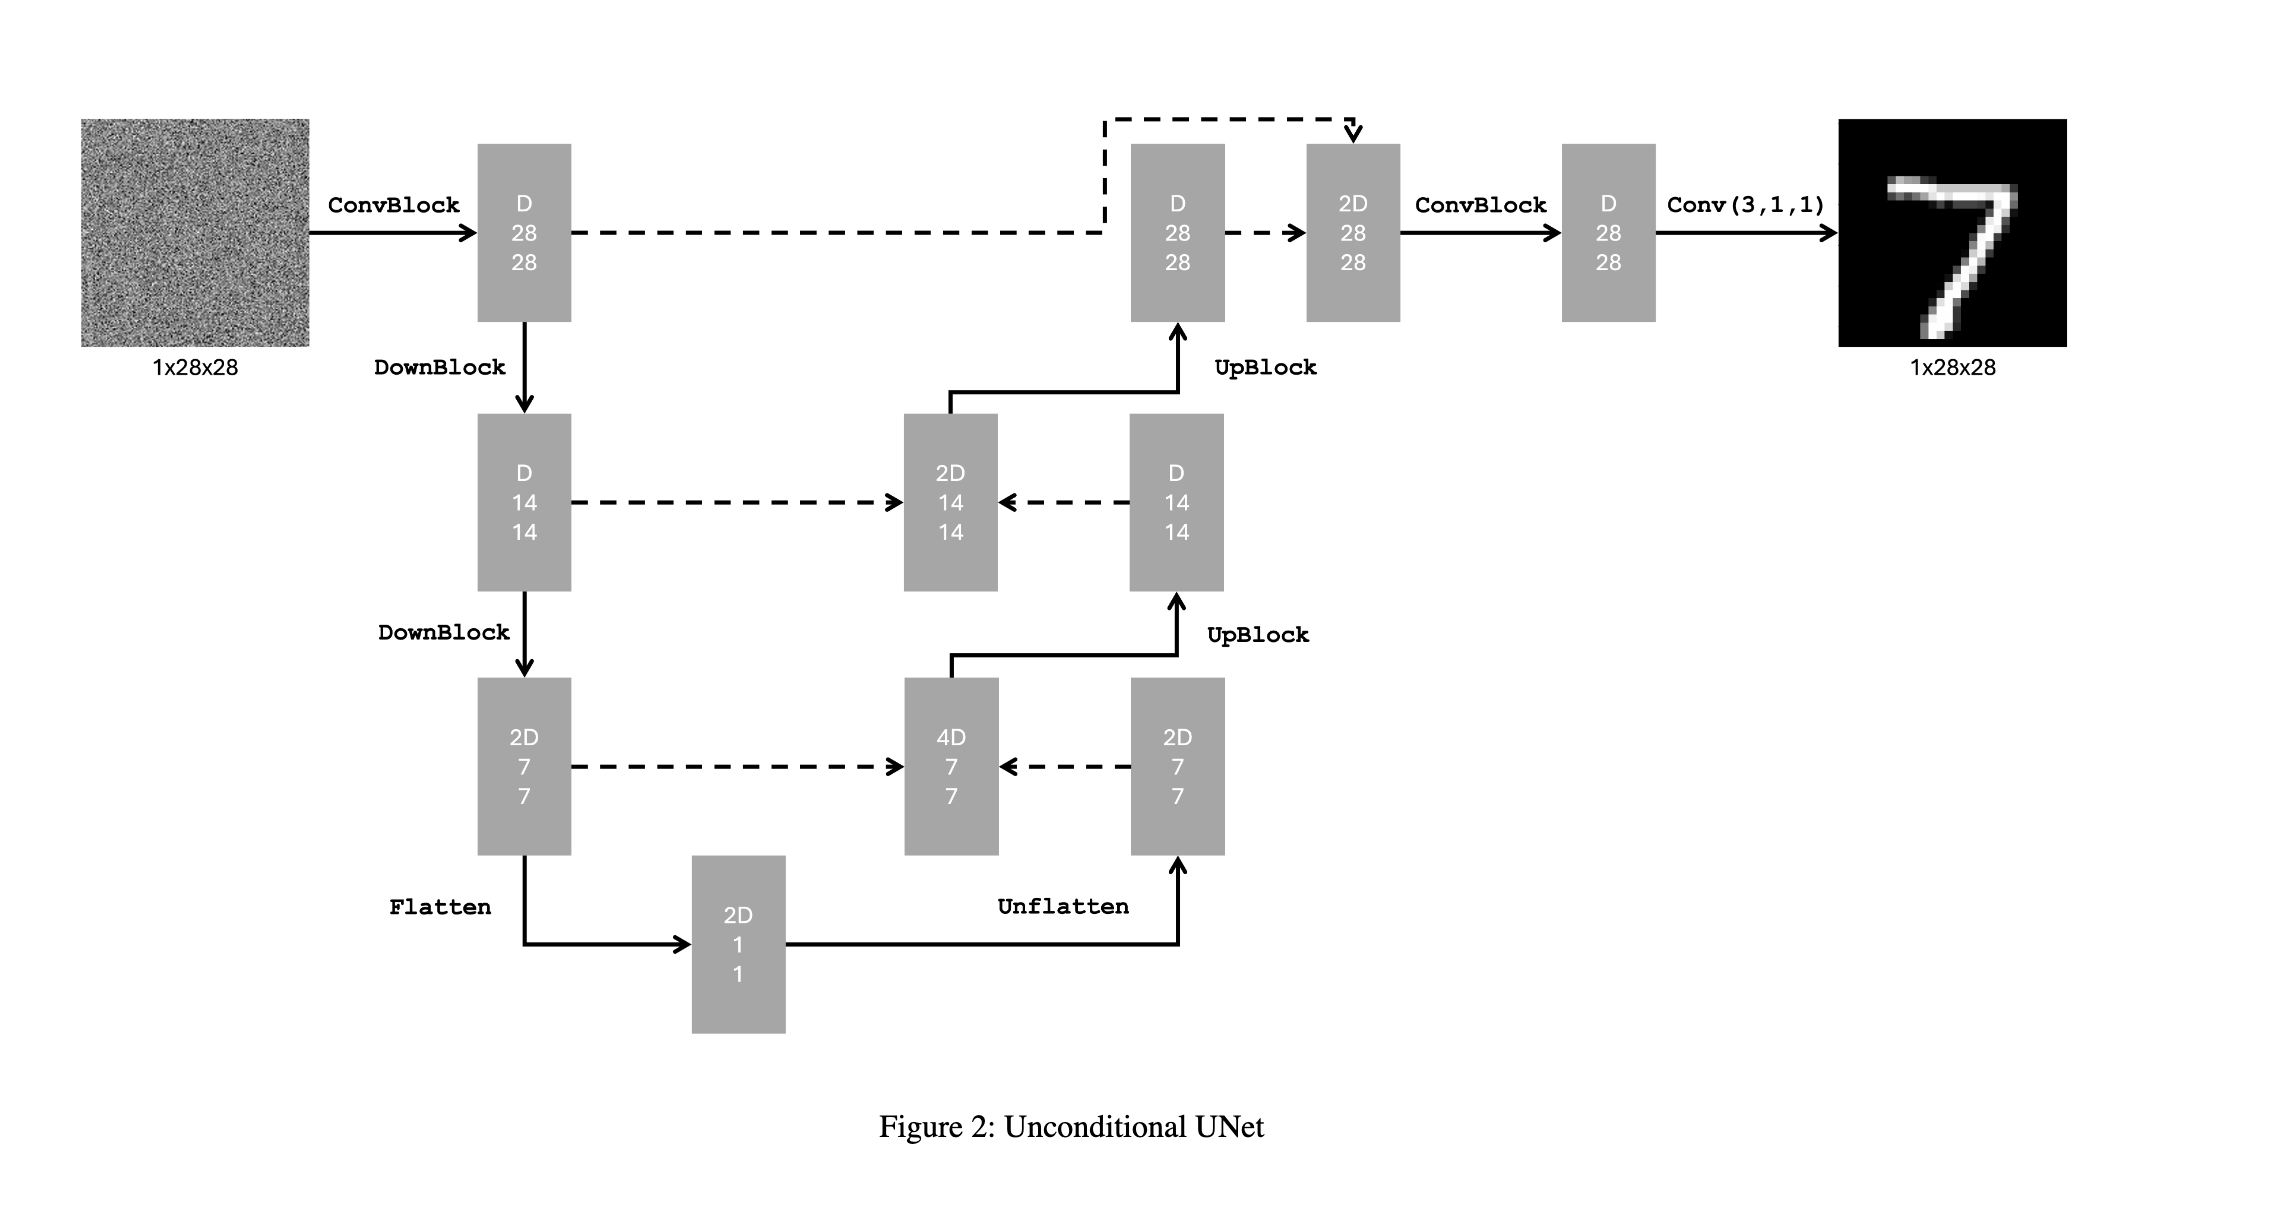 ConvBlock
D
28
28
D
28
28
2D
28
28
ConvBlock
D
28
28
Conv(3,1,1)
1x28x28
DownBlock
UpBlock
1x28x28
D
14
14
2D
14
14
D
14
14
DownBlock
UpBlock
2D
7
7
4D
7
7
2D
7
7
Flatten
2D
1
1
Unflatten
Figure 2: Unconditional UNet